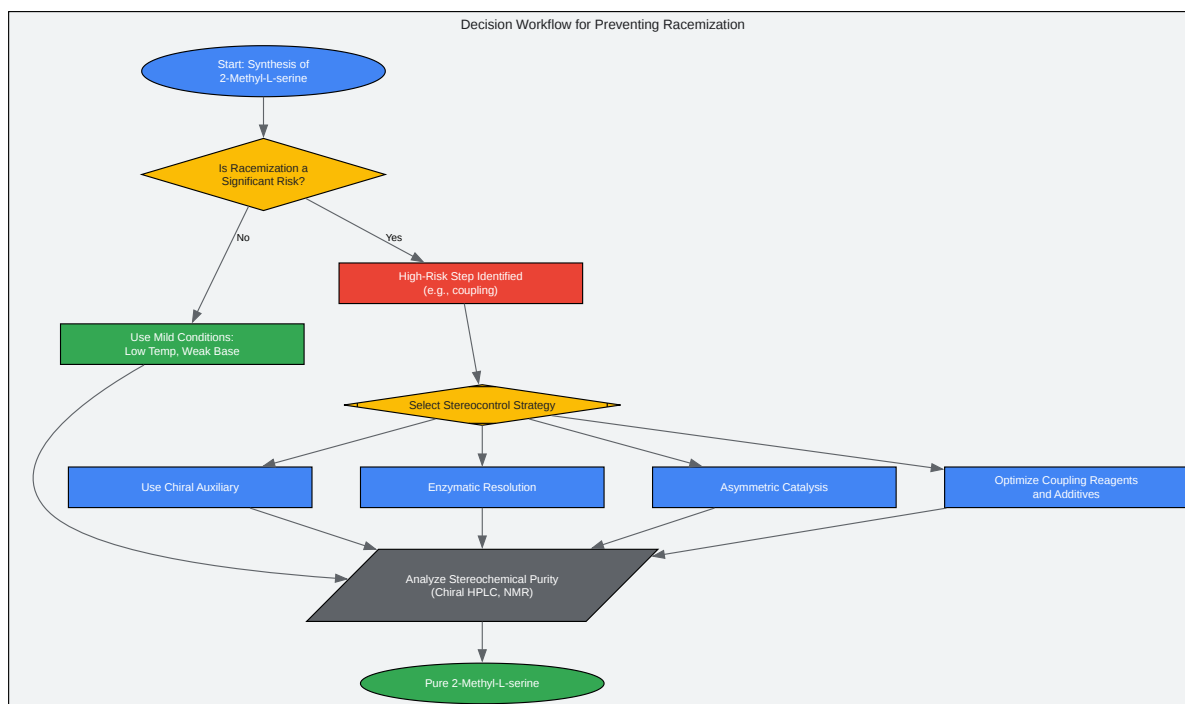 Decision Workflow for Preventing Racemization
Start: Synthesis of
2-Methyl-L-serine
Is Racemization a
Significant Risk?
No
Yes
High-Risk Step Identified
(e.g., coupling)
Use Mild Conditions:
Low Temp, Weak Base
Select Stereocontrol Strategy
Use Chiral Auxiliary
Enzymatic Resolution
Asymmetric Catalysis
Optimize Coupling Reagents
and Additives
Analyze Stereochemical Purity
(Chiral HPLC, NMR)
Pure 2-Methyl-L-serine